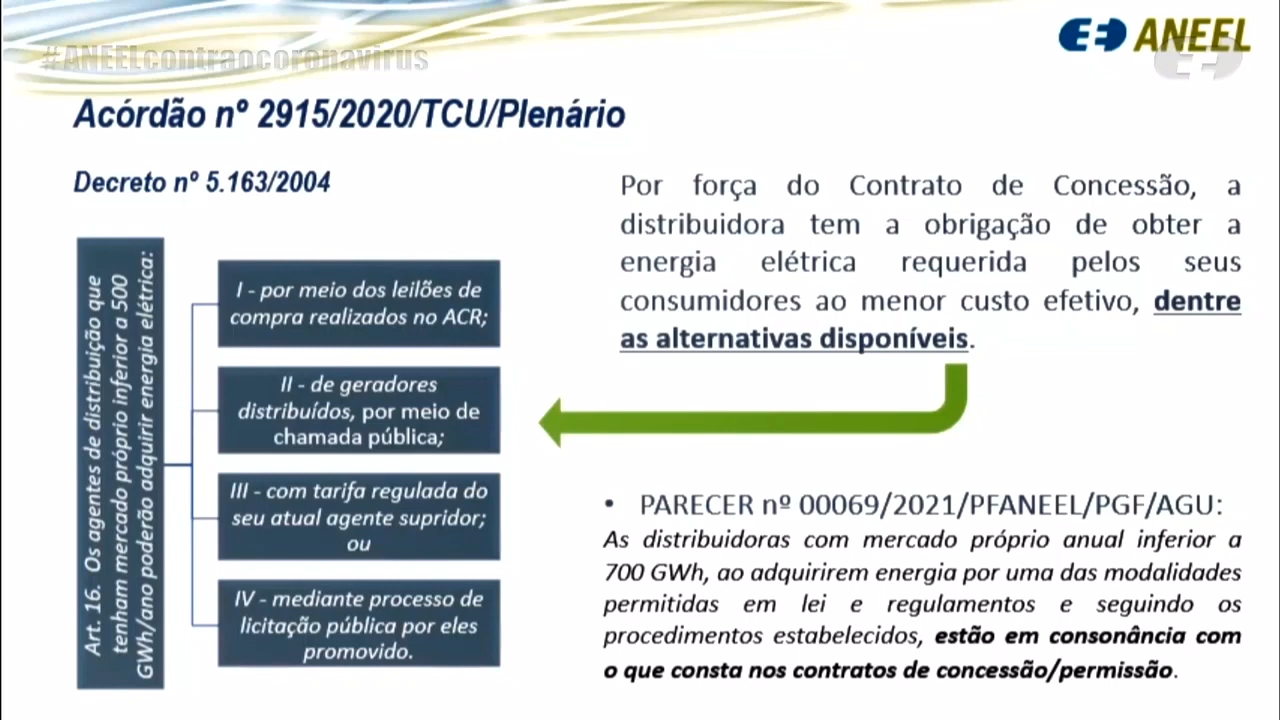 #ANEELcontraocoronavirus
ANEEL
Acórdão nº 2915/2020/TCU/Plenário
Decreto nº 5.163/2004
Art. 16. Os agentes de distribuição que
tenham mercado próprio inferior a 500
GWh/ano poderão adquirir energia elétrica:
I - por meio dos leilões de
compra realizados no ACR;
II - de geradores
distribuídos, por meio de
chamada pública;
III - com tarifa regulada do
seu atual agente supridor;
ou
IV - mediante processo de
licitação pública por eles
promovido.
Por força do Contrato de Concessão, a
distribuidora tem a obrigação de obter a
energia elétrica requerida pelos seus
consumidores ao menor custo efetivo, dentre
as alternativas disponíveis.
• PARECER nº 00069/2021/PFANEEL/PGF/AGU:
As distribuidoras com mercado próprio anual inferior a
700 GWh, ao adquirirem energia por uma das modalidades
permitidas em lei e regulamentos e seguindo os
procedimentos estabelecidos, estão em consonância com
o que consta nos contratos de concessão/permissão.